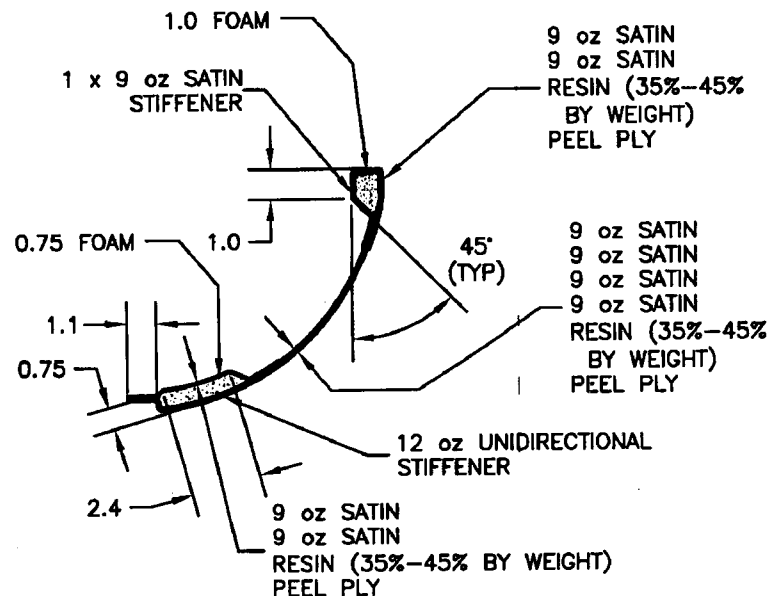 1.0 FOAM
1 x 9 oz SATIN
STIFFENER
9 oz SATIN
9 oz SATIN
RESIN (35%-45%
BY WEIGHT)
PEEL PLY
1.0
0.75 FOAM
45°
(TYP)
9 oz SATIN
9 oz SATIN
9 oz SATIN
9 oz SATIN
RESIN (35%-45%
BY WEIGHT)
PEEL PLY
1.1
0.75
12 oz UNIDIRECTIONAL
STIFFENER
2.4
9 oz SATIN
9 oz SATIN
RESIN (35%-45% BY WEIGHT)
PEEL PLY